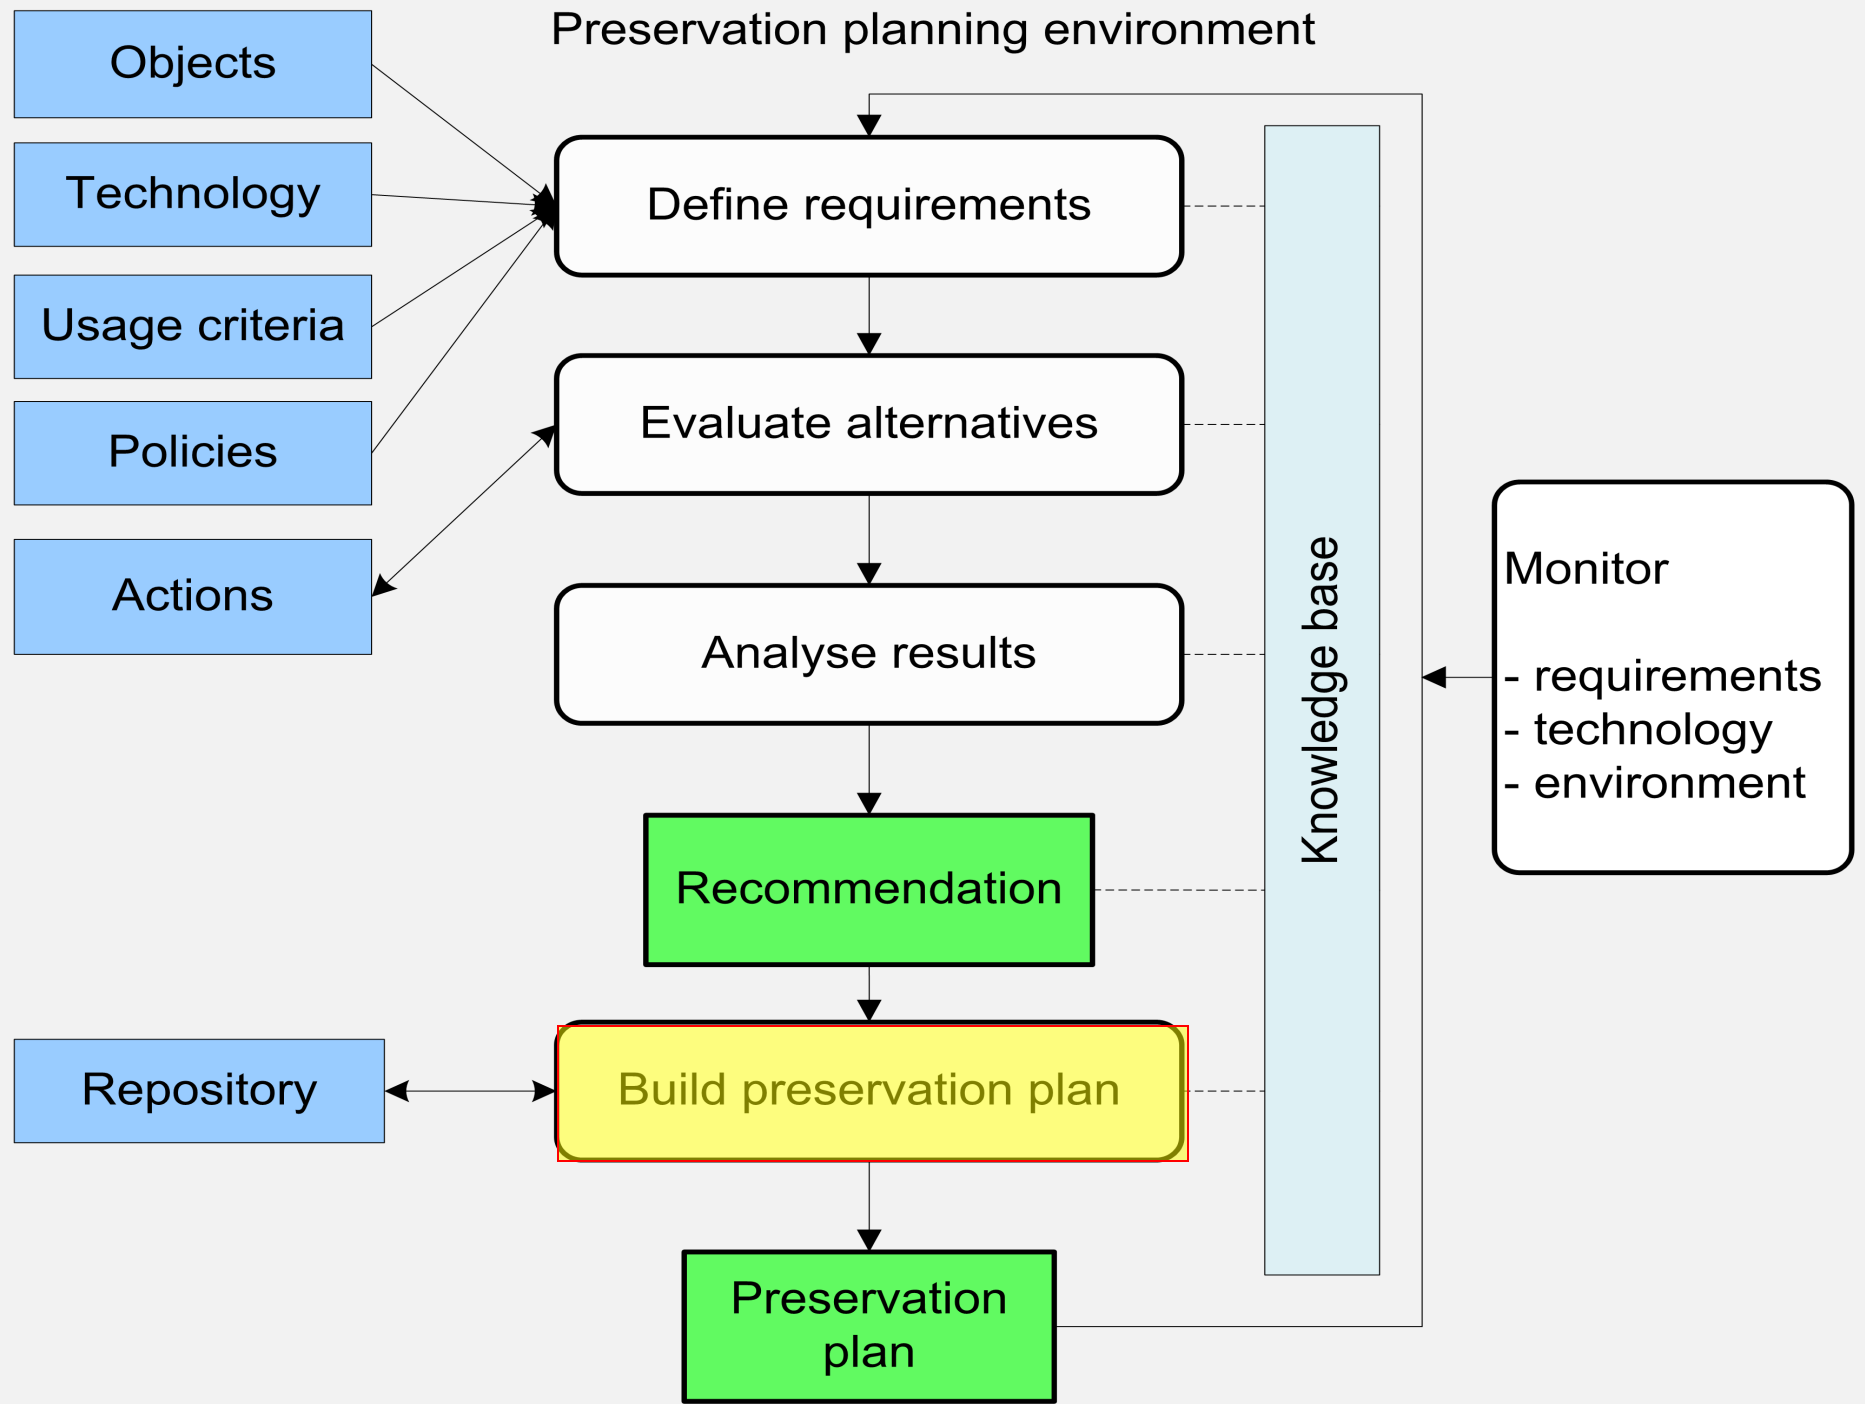 Preservation planning environment
Objects
Technology
Usage criteria
Policies
Actions
Repository
Define requirements
Evaluate alternatives
Analyse results
Recommendation
Build preservation plan
Preservation
plan
Knowledge base
Monitor
- requirements
- technology
- environment